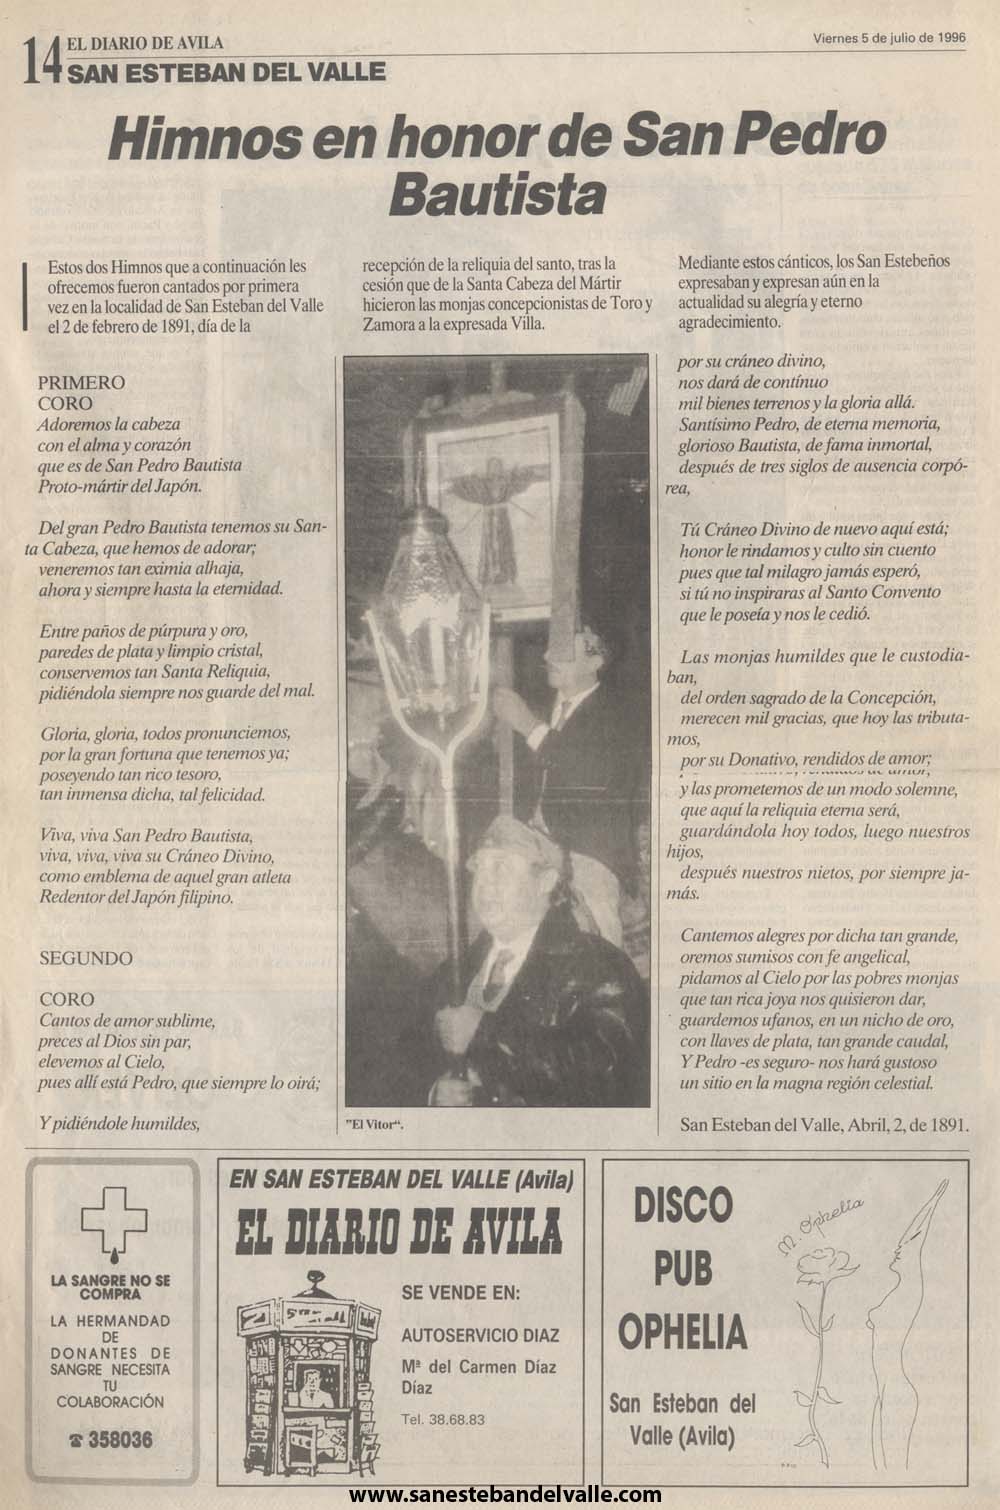 14 EL DIARIO DE AVILA
SAN ESTEBAN DEL VALLE
Viernes 5 de julio de 1996
Himnos en honor de San Pedro
Bautista
Estos dos Himnos que a continuación les
ofrecemos fueron cantados por primera
vez en la localidad de San Esteban del Valle
el 2 de febrero de 1891, día de la
recepción de la reliquia del santo, tras la
cesión que de la Santa Cabeza del Mártir
hicieron las monjas concepcionistas de Toro y
Zamora a la expresada Villa.
Mediante estos cánticos, los San Estebeños
expresaban y expresan aún en la
actualidad su alegría y eterno
agradecimiento.
PRIMERO
CORO
Adoremos la cabeza
con el alma y corazón
que es de San Pedro Bautista
Proto-mártir del Japón.
Del gran Pedro Bautista tenemos su San-
ta Cabeza, que hemos de adorar;
veneremos tan eximia alhaja,
ahora y siempre hasta la eternidad.
Entre paños de púrpura y oro,
paredes de plata y limpio cristal,
conservemos tan Santa Reliquia,
pidiéndola siempre nos guarde del mal.
Gloria, gloria, todos pronunciemos,
por la gran fortuna que tenemos ya;
poseyendo tan rico tesoro,
tan inmensa dicha, tal felicidad.
Viva, viva San Pedro Bautista,
viva, viva, viva su Cráneo Divino,
como emblema de aquel gran atleta
Redentor del Japón filipino.
SEGUNDO
CORO
Cantos de amor sublime,
preces al Dios sin par,
elevemos al Cielo,
pues allí está Pedro, que siempre lo oirá;
Y pidiéndole humildes,
"El Vitor".
por su cráneo divino,
nos dará de contínuo
mil bienes terrenos y la gloria allá.
Santísimo Pedro, de eterna memoria,
glorioso Bautista, de fama inmortal,
después de tres siglos de ausencia corpó-
rea,
Tú Cráneo Divino de nuevo aquí está;
honor le rindamos y culto sin cuento
pues que tal milagro jamás esperó,
si tú no inspiraras al Santo Convento
que le poseía y nos le cedió.
Las monjas humildes que le custodia-
ban,
del orden sagrado de la Concepción,
merecen mil gracias, que hoy las tributa-
mos,
por su Donativo, rendidos de amor;
y las prometemos de un modo solemne,
que aquí la reliquia eterna será,
guardándola hoy todos, luego nuestros
hijos,
después nuestros nietos, por siempre ja-
más.
Cantemos alegres por dicha tan grande,
oremos sumisos con fe angelical,
pidamos al Cielo por las pobres monjas
que tan rica joya nos quisieron dar,
guardemos ufanos, en un nicho de oro,
con llaves de plata, tan grande caudal,
Y Pedro -es seguro- nos hará gustoso
un sitio en la magna región celestial.
San Esteban del Valle, Abril, 2, de 1891.
LA SANGRE NO SE
COMPRA
LA HERMANDAD
DE
DONANTES DE
SANGRE NECESITA
TU
COLABORACIÓN
☎ 358036
EN SAN ESTEBAN DEL VALLE (Avila)
EL DIARIO DE AVILA
SE VENDE EN:
AUTOSERVICIO DIAZ
Mª del Carmen Díaz
Díaz
Tel. 38.68.83
DISCO
PUB
OPHELIA
San Esteban del
Valle (Avila)
M. Ophelia
www.sanestebandelvalle.com